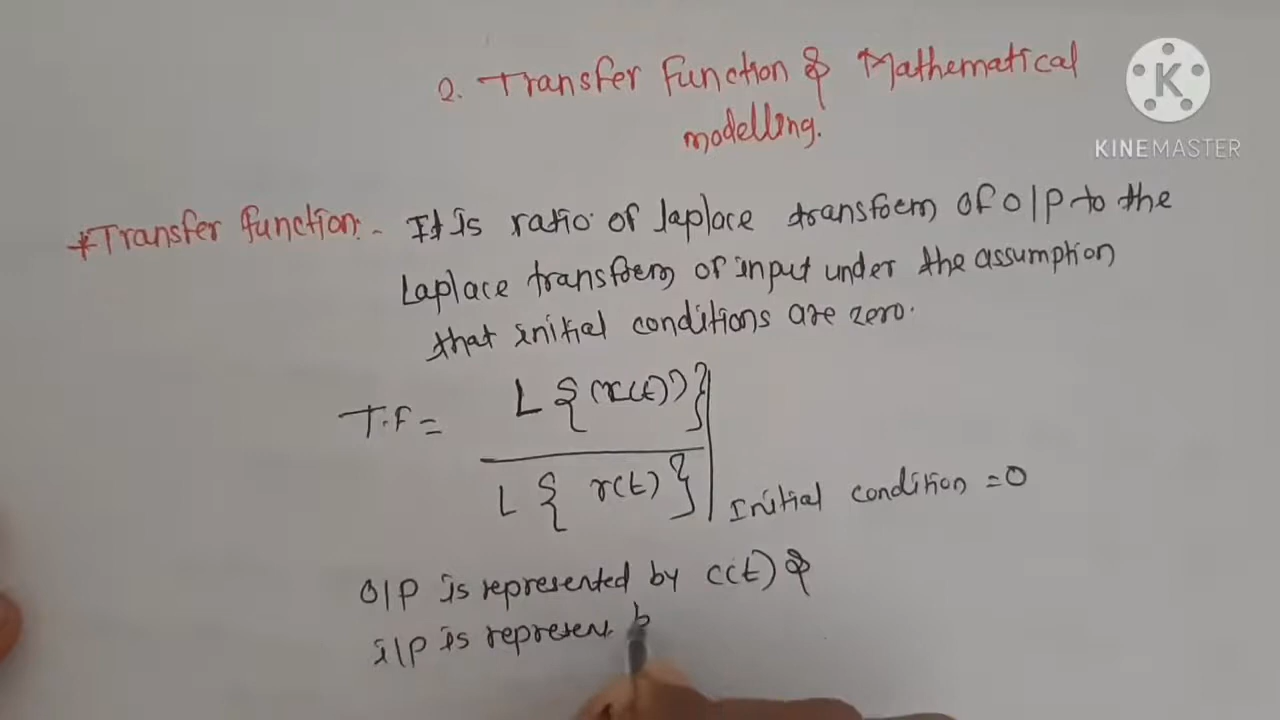 2. Transfer Function & Mathematical
modelling.
KINEMASTER
*Transfer function:- It is ratio of laplace transform of O/P to the
Laplace transform of input under the assumption
that initial conditions are zero.
T.F =
L {(c(t))}
L { r(t) }
Initial condition = 0
O/P is represented by c(t) &
i/p is represen. b